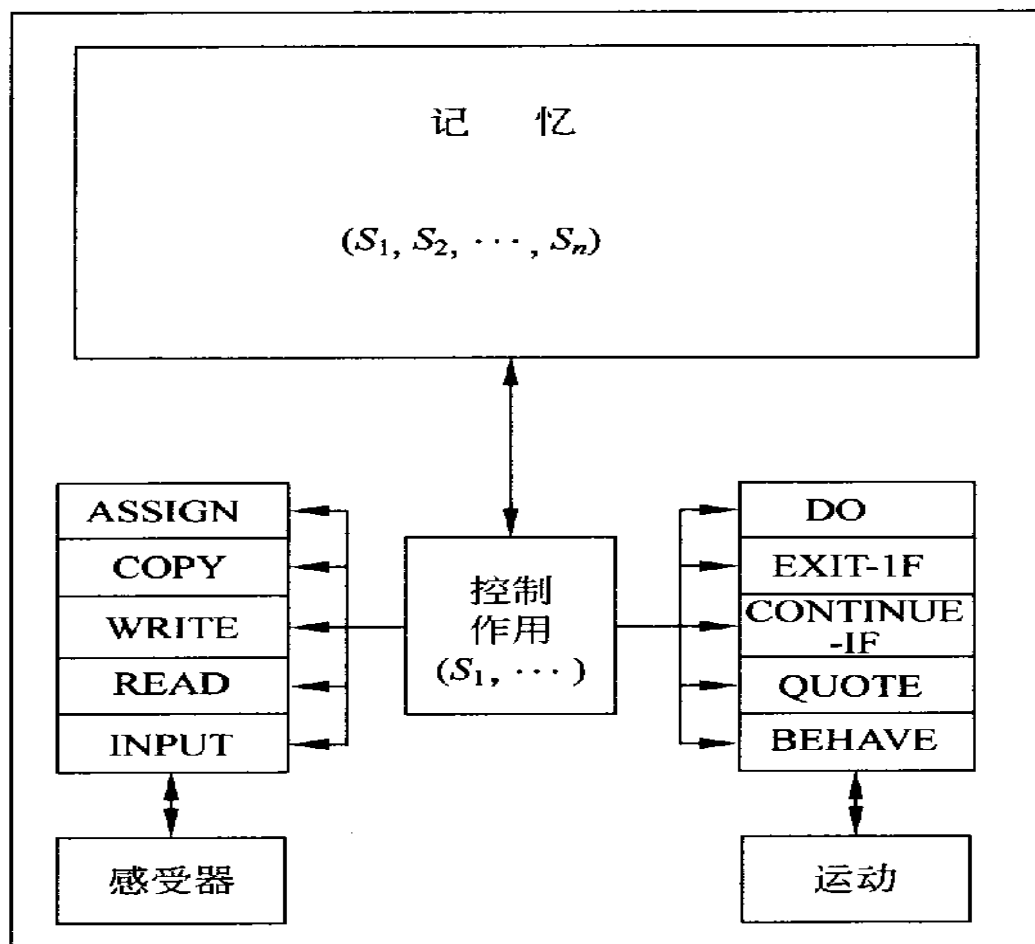 记 忆
(S1, S2, ···, Sn)
ASSIGN
COPY
WRITE
READ
INPUT
控制
作用
(S1, ···)
DO
EXIT-1F
CONTINUE
-IF
QUOTE
BEHAVE
感受器
运动